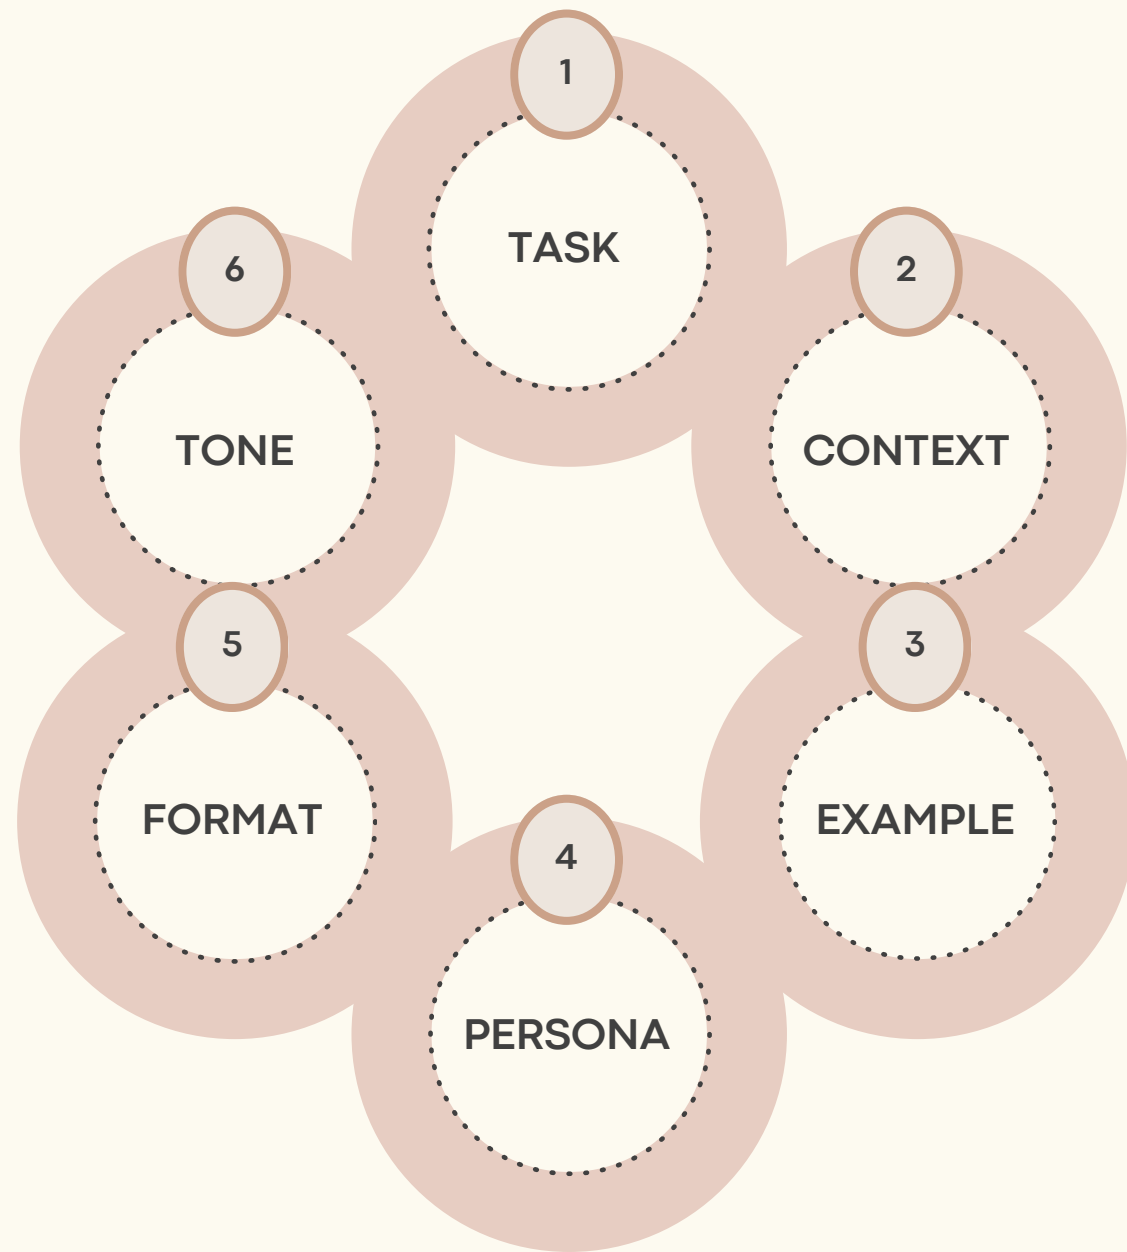 1
TASK
2
CONTEXT
3
EXAMPLE
4
PERSONA
5
FORMAT
6
TONE